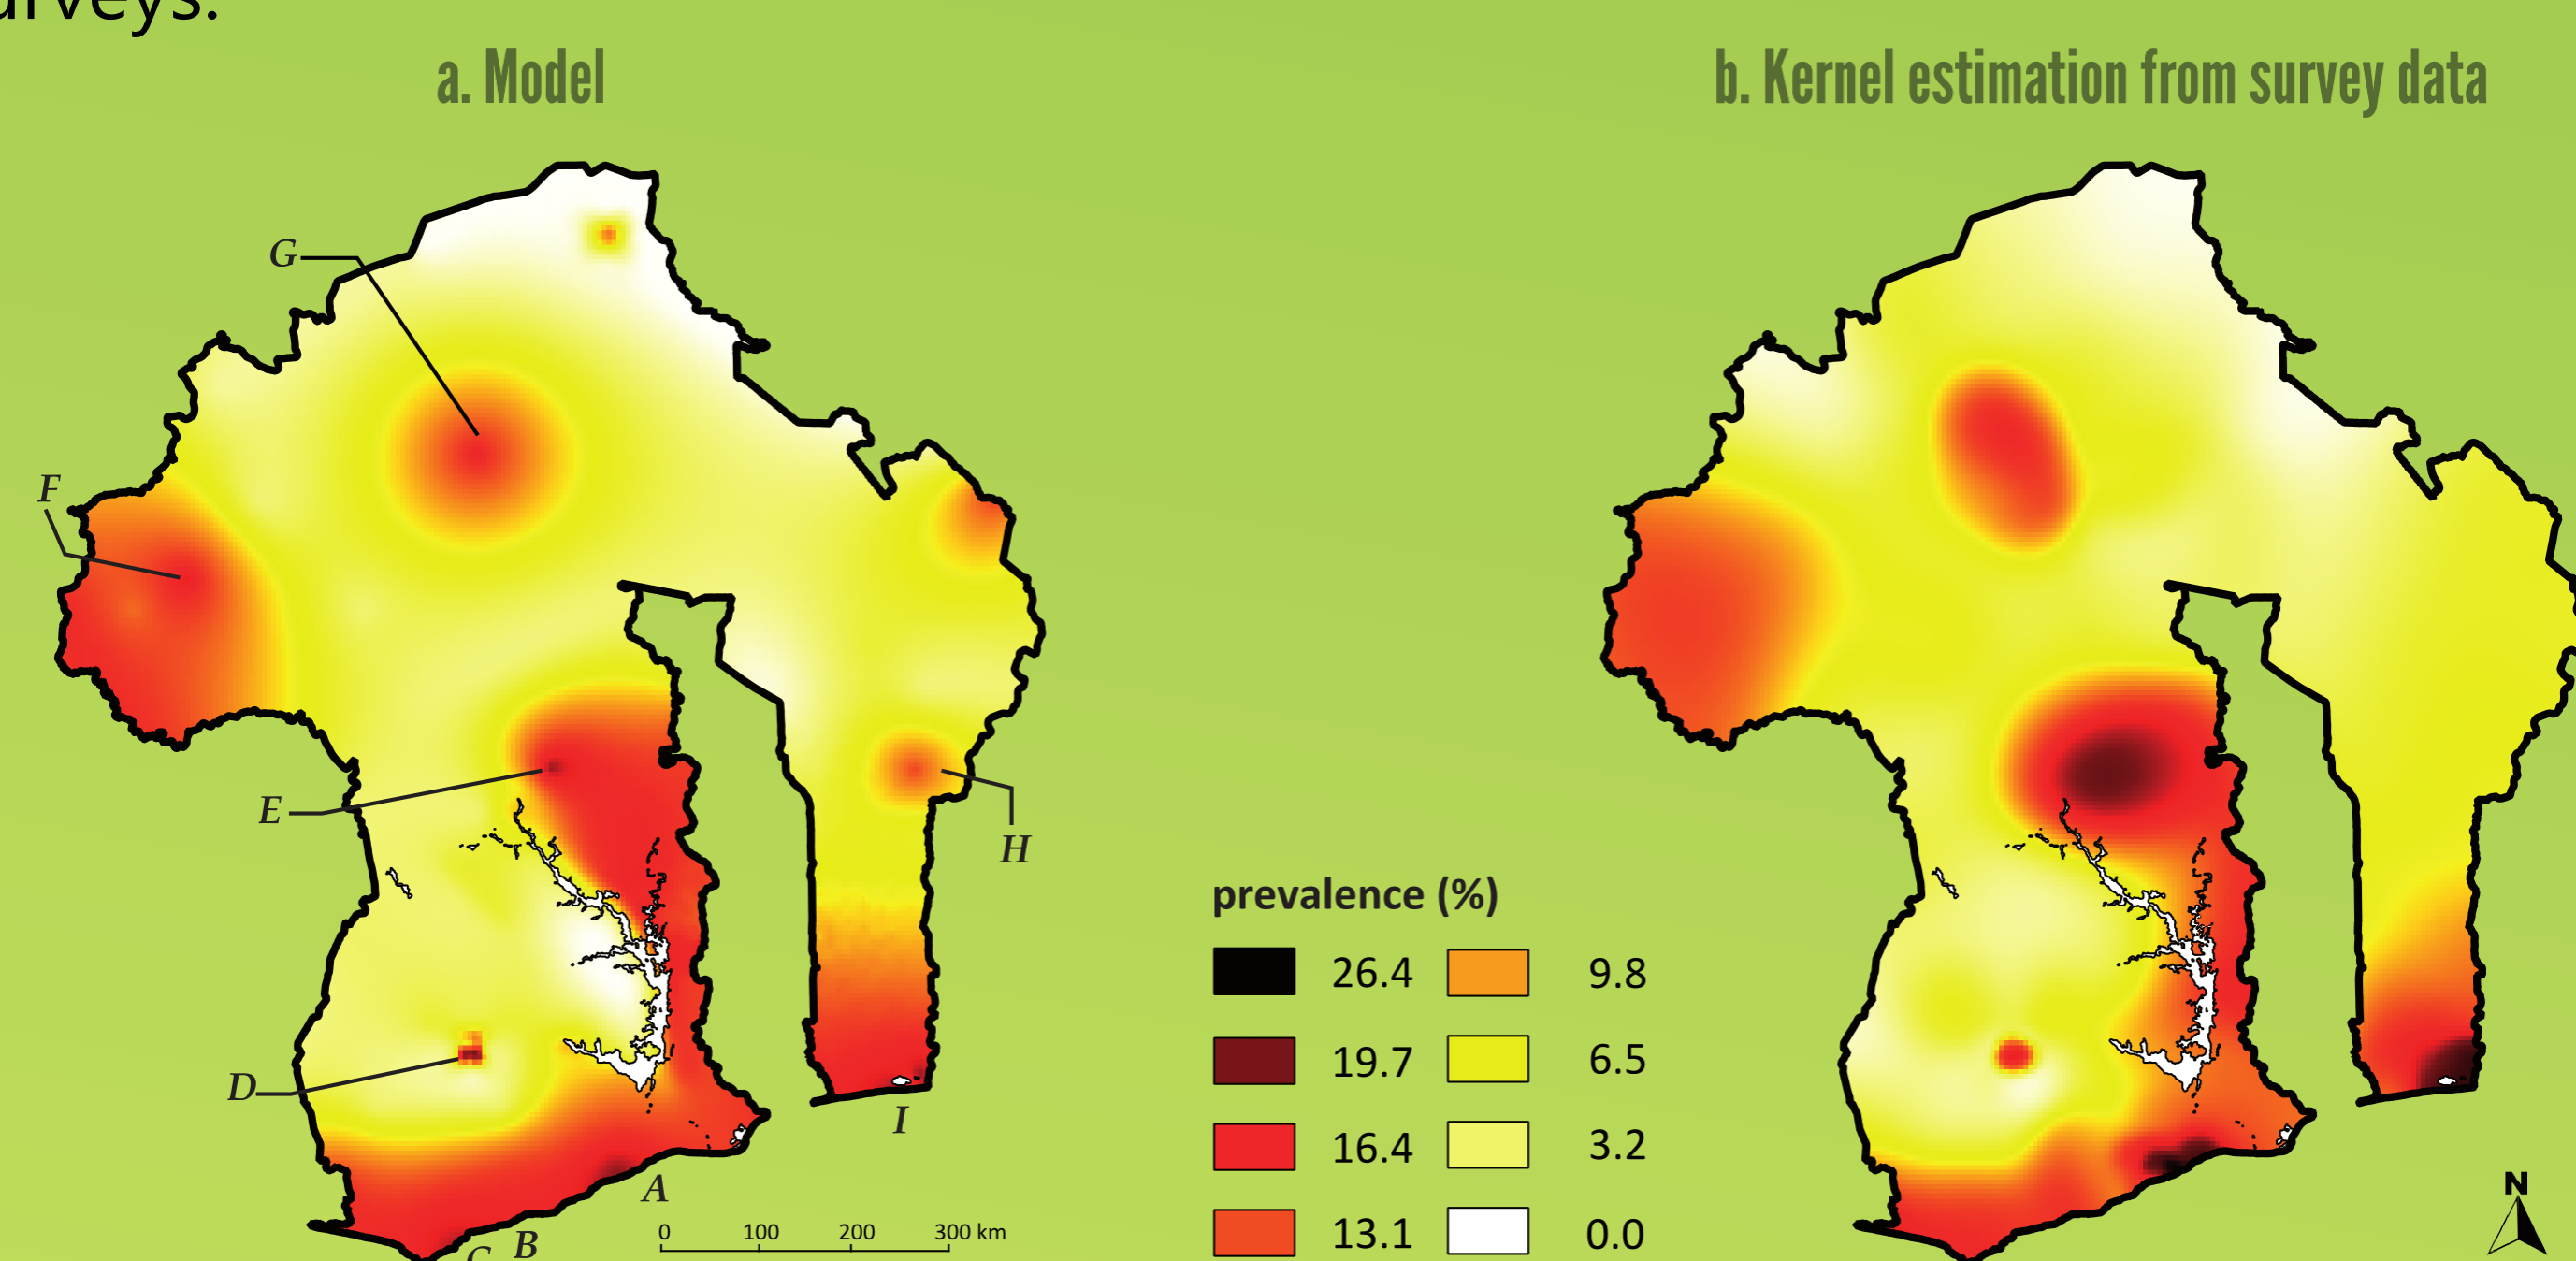 urveys.
a. Model
b. Kernel estimation from survey data
G
F
E
H
D
I
A
B
C
0 100 200 300 km
prevalence (%)
26.4 9.8
19.7 6.5
16.4 3.2
13.1 0.0
N